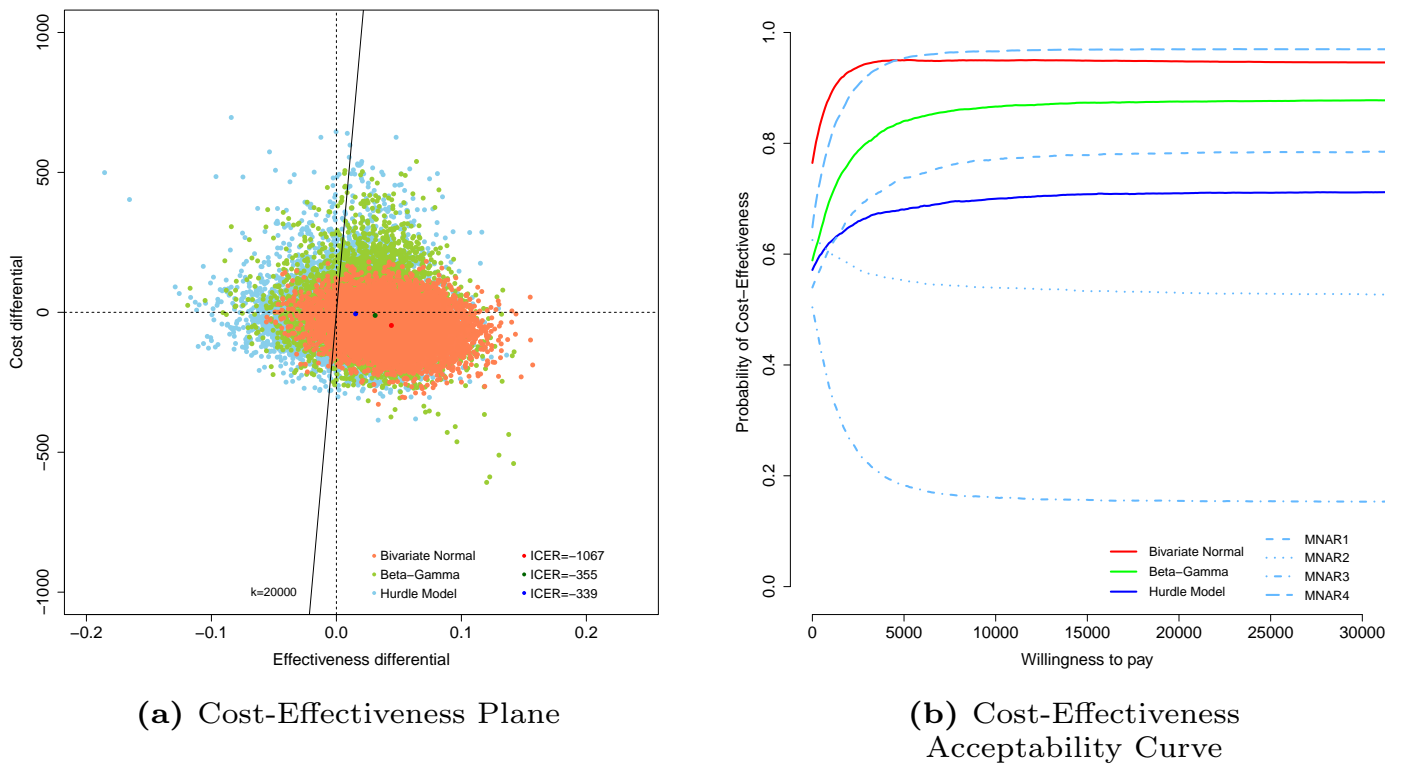 1000
500
0
−500
−1000
Cost differential
−0.2 −0.1 0.0 0.1 0.2
Effectiveness differential
k=20000
Bivariate Normal
Beta−Gamma
Hurdle Model
ICER=−1067
ICER=−355
ICER=−339
(a) Cost-Effectiveness Plane
1.0
0.8
0.6
0.4
0.2
0.0
Probability of Cost−Effectiveness
0 5000 10000 15000 20000 25000 30000
Willingness to pay
Bivariate Normal
Beta−Gamma
Hurdle Model
MNAR1
MNAR2
MNAR3
MNAR4
(b) Cost-Effectiveness
Acceptability Curve